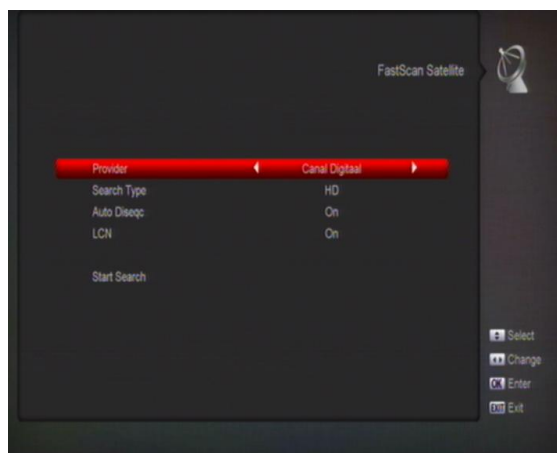 FastScan Satellite
Provider Canal Digitaal
Search Type HD
Auto Diseqc On
LCN On
Start Search
Select
Change
OK Enter
EXIT Exit